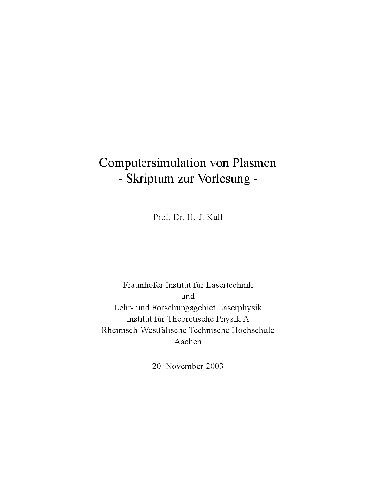 Computersimulation von Plasmen
- Skriptum zur Vorlesung -
Prof. Dr. H.-J. Kull
Fraunhofer Institut für Lasertechnik
und
Lehr- und Forschungsgebiet Laserphysik
Institut für Theoretische Physik A
Rheinisch-Westfälische Technische Hochschule
Aachen
20. November 2003